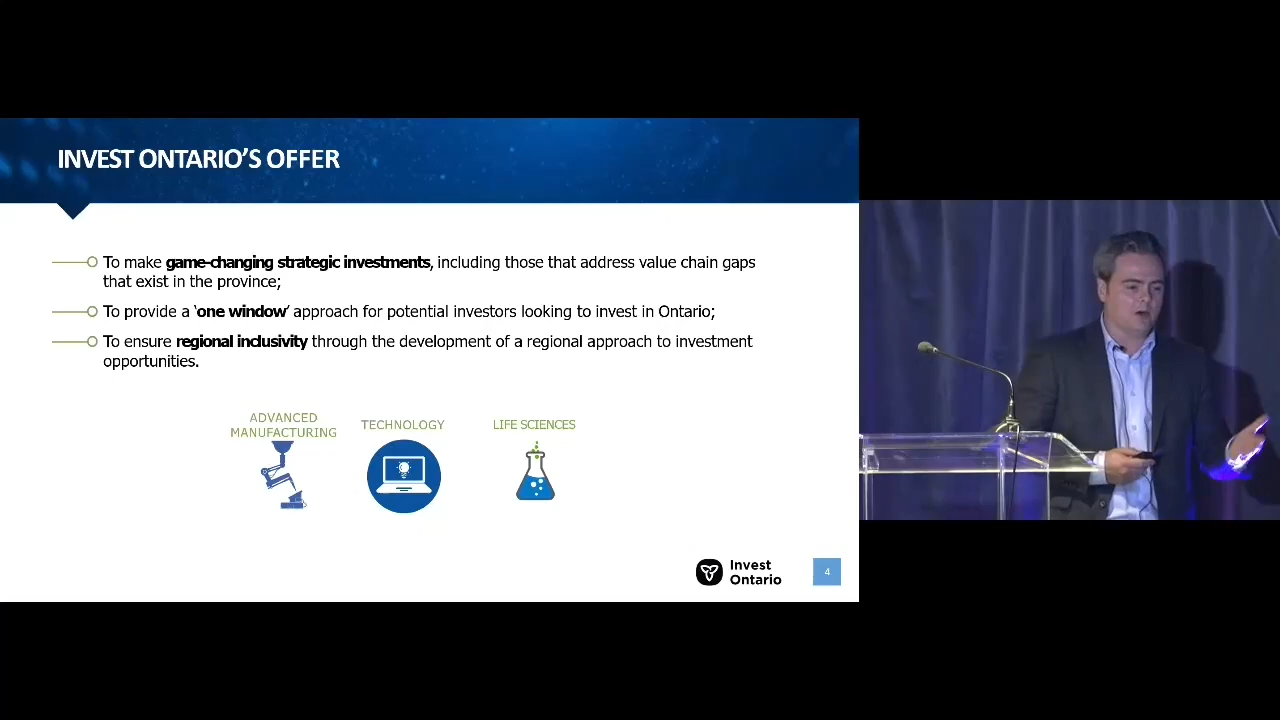 INVEST ONTARIO'S OFFER
To make game-changing strategic investments, including those that address value chain gaps
that exist in the province;
To provide a 'one window' approach for potential investors looking to invest in Ontario;
To ensure regional inclusivity through the development of a regional approach to investment
opportunities.
ADVANCED
MANUFACTURING
TECHNOLOGY
LIFE SCIENCES
Invest
Ontario
4